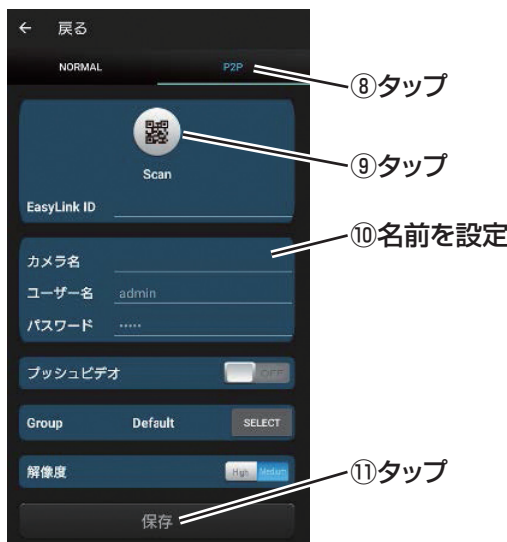 ← 戻る
NORMAL P2P
⑧タップ
⑨タップ
Scan
EasyLink ID
⑩名前を設定
カメラ名
ユーザー名 admin
パスワード •••••
プッシュビデオ OFF
Group Default SELECT
解像度 High Medium
⑪タップ
保存